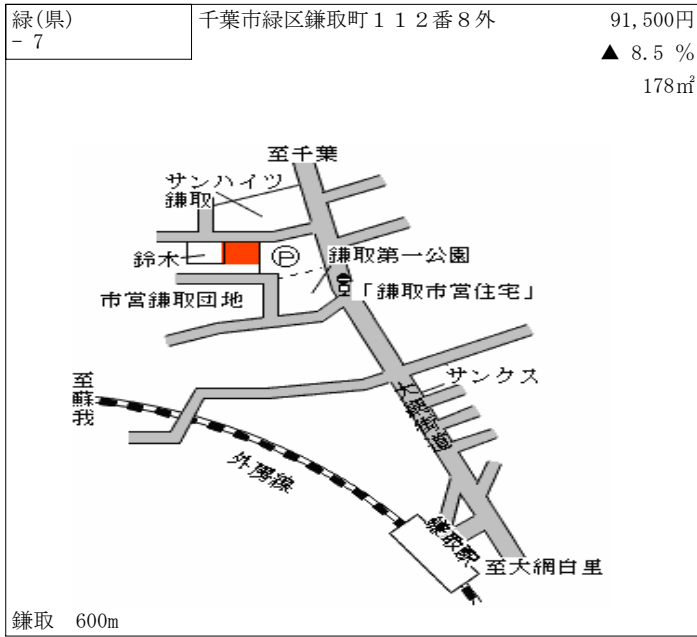 緑(県)
- 7
千葉市緑区鎌取町１１２番８外
91,500円
▲ 8.5 %
178㎡
至千葉
サンハイツ
鎌取
鈴木
Ⓟ
鎌取第一公園
市営鎌取団地
「鎌取市営住宅」
至蘇我
サンクス
大網街道
外房線
鎌取駅
至大網白里
鎌取 600m